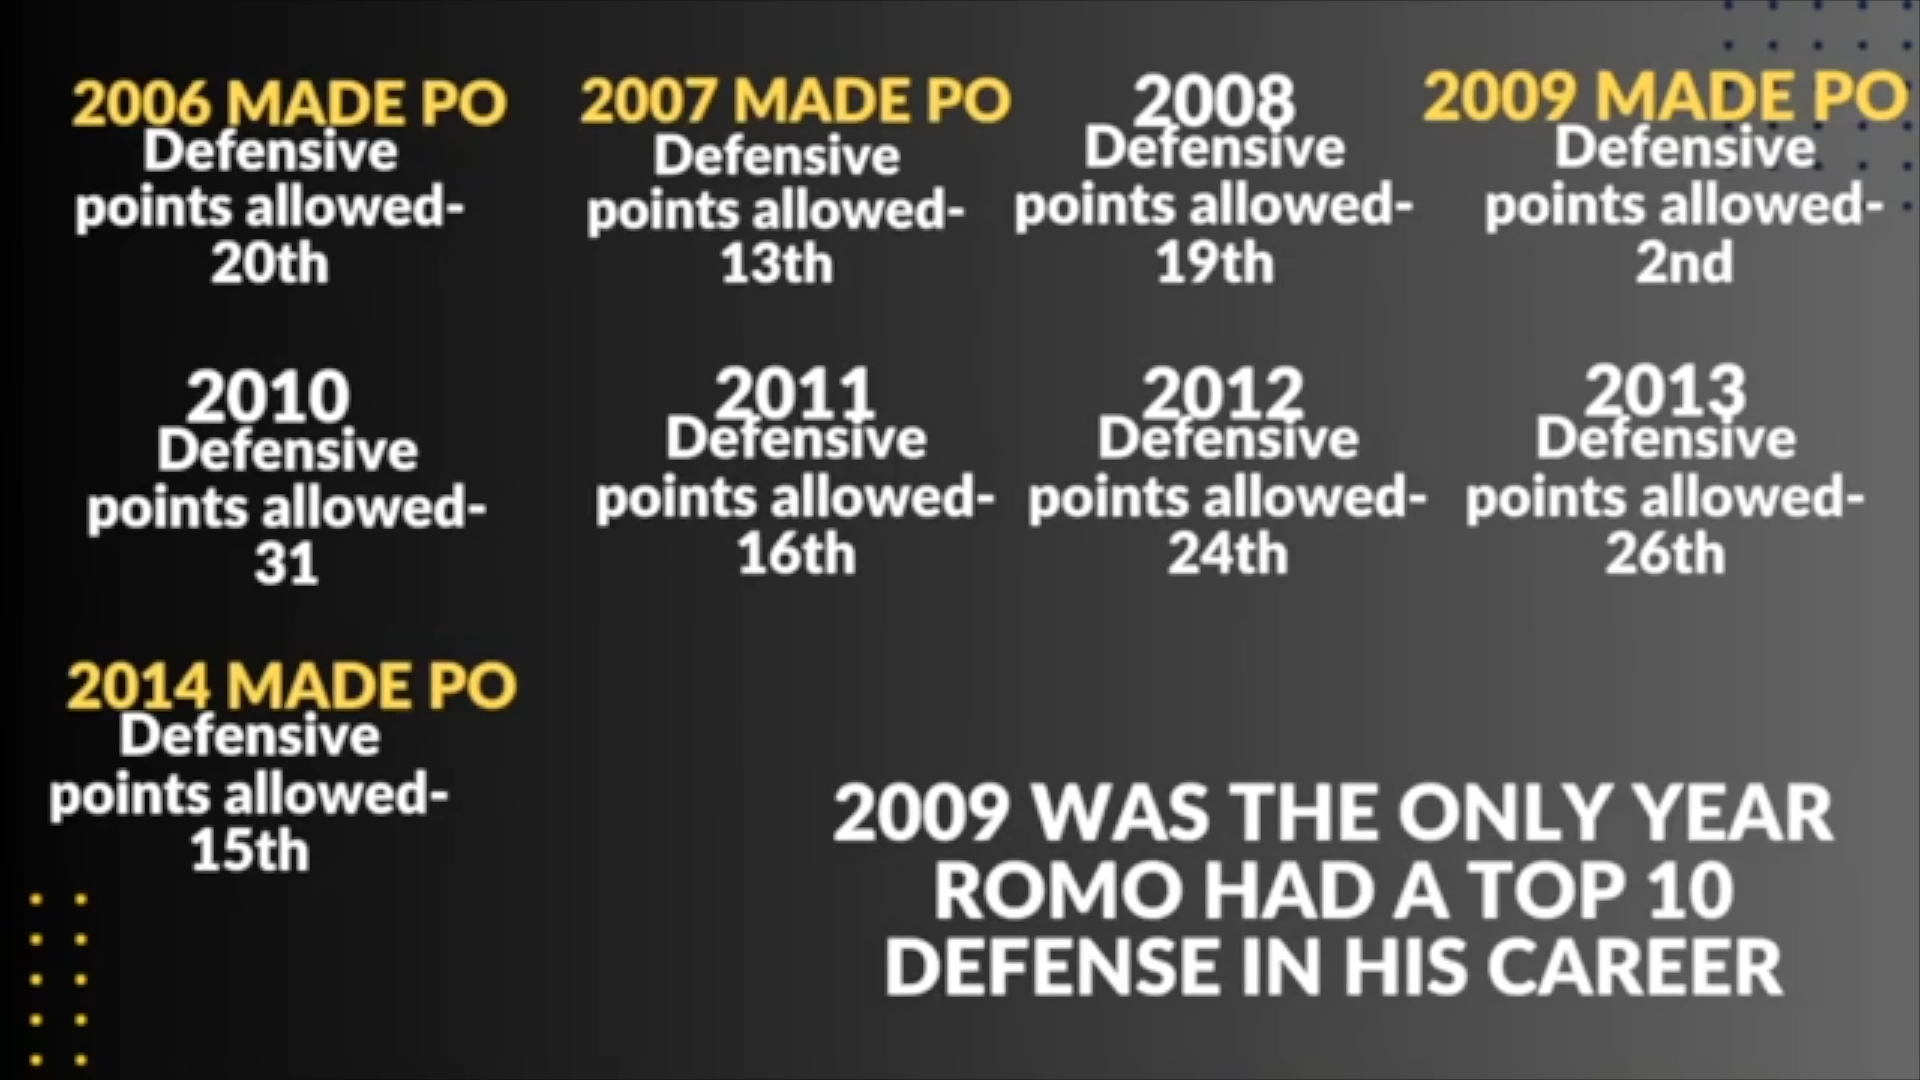 2006 MADE PO
Defensive
points allowed-
20th
2007 MADE PO
Defensive
points allowed-
13th
2008
Defensive
points allowed-
19th
2009 MADE PO
Defensive
points allowed-
2nd
2010
Defensive
points allowed-
31
2011
Defensive
points allowed-
16th
2012
Defensive
points allowed-
24th
2013
Defensive
points allowed-
26th
2014 MADE PO
Defensive
points allowed-
15th
2009 WAS THE ONLY YEAR
ROMO HAD A TOP 10
DEFENSE IN HIS CAREER